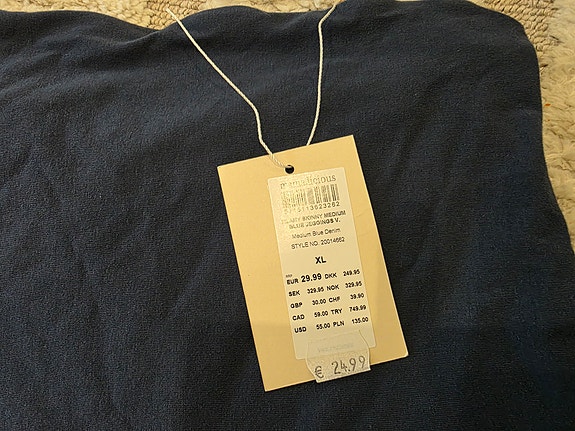 mamalicious
SKINNY MEDIUM
BLUE JEGGINGS V.
Medium Blue Denim
STYLE NO. 20014662
XL
RRP
EUR 29.99 DKK 249.95
SEK 329.95 NOK 329.95
GBP 30.00 CHF 39.90
CAD 59.00 TRY 749.99
USD 55.00 PLN 135.00
€ 24.99